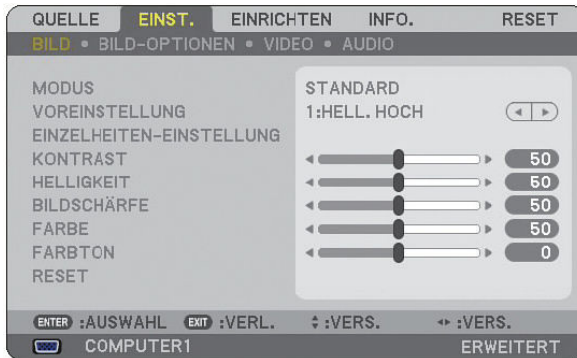 QUELLE EINST. EINRICHTEN INFO. RESET
BILD • BILD-OPTIONEN • VIDEO • AUDIO
MODUS STANDARD
VOREINSTELLUNG 1:HELL. HOCH
EINZELHEITEN-EINSTELLUNG
KONTRAST 50
HELLIGKEIT 50
BILDSCHÄRFE 50
FARBE 50
FARBTON 0
RESET
ENTER :AUSWAHL EXIT :VERL. :VERS. :VERS.
COMPUTER1 ERWEITERT